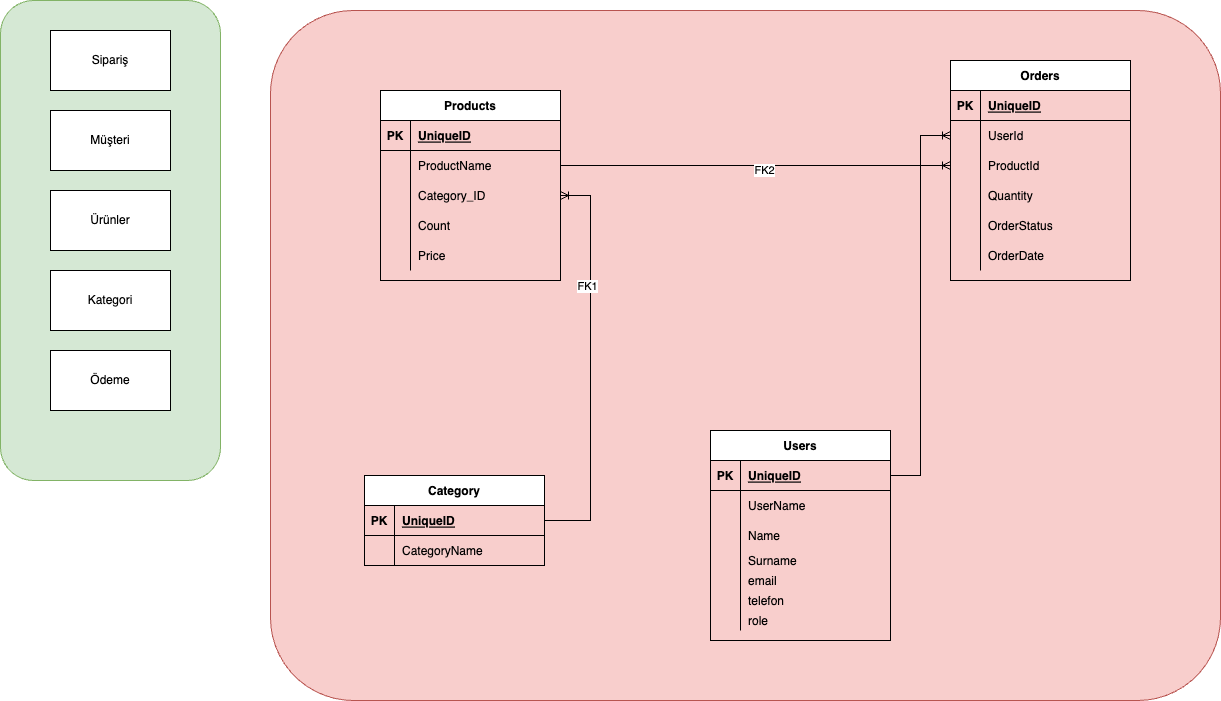 Sipariş
Müşteri
Ürünler
Kategori
Ödeme
Products
PK UniqueID
ProductName
Category_ID
Count
Price
Orders
PK UniqueID
UserId
ProductId
Quantity
OrderStatus
OrderDate
FK2
FK1
Category
PK UniqueID
CategoryName
Users
PK UniqueID
UserName
Name
Surname
email
telefon
role